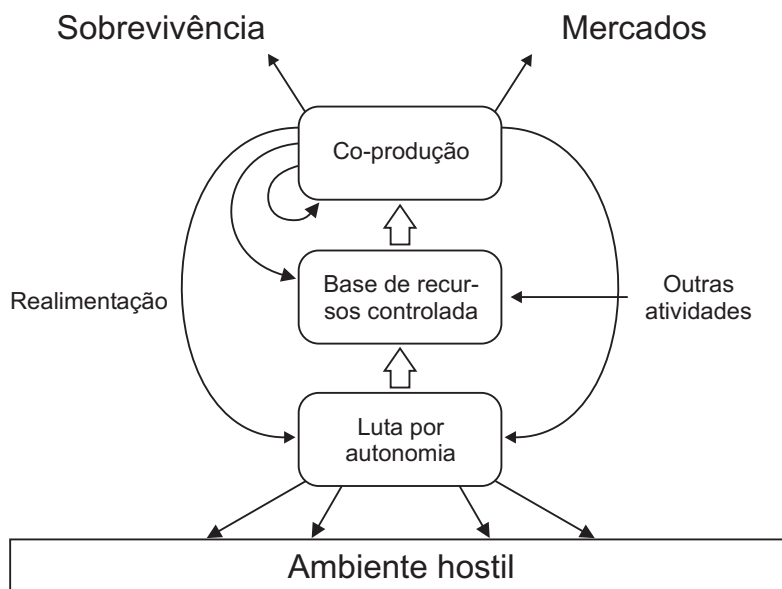 Sobrevivência
Mercados
Co-produção
Realimentação
Base de recur-
sos controlada
Outras
atividades
Luta por
autonomia
Ambiente hostil